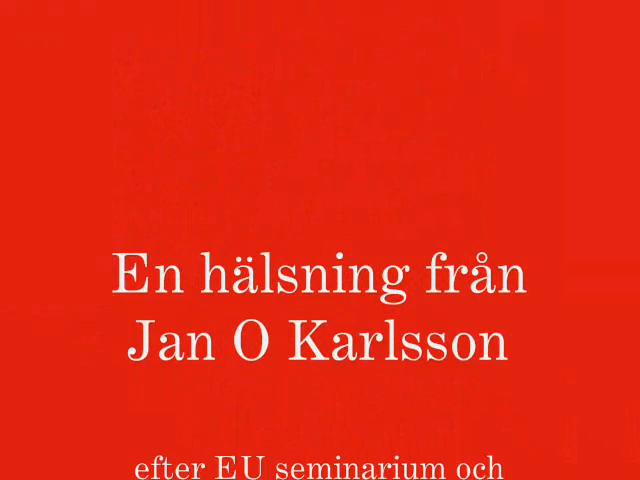 En hälsning från
Jan O Karlsson
efter EU seminarium och